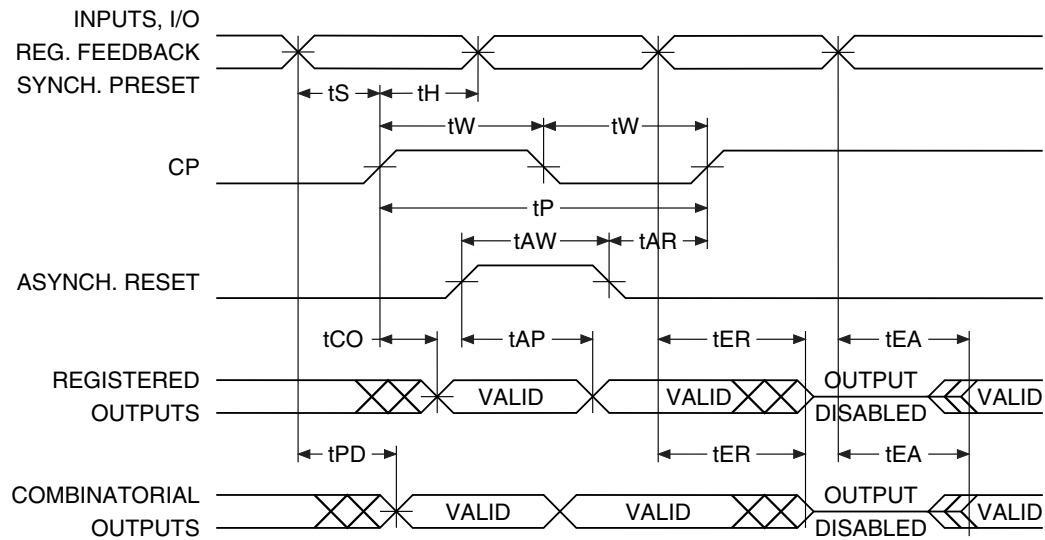 INPUTS, I/O
REG. FEEDBACK
SYNCH. PRESET
tS tH
tW tW
CP
tP
tAW tAR
ASYNCH. RESET
tCO tAP tER tEA
REGISTERED
OUTPUTS
VALID VALID OUTPUT
DISABLED VALID
tPD tER tEA
COMBINATORIAL
OUTPUTS
VALID VALID OUTPUT
DISABLED VALID